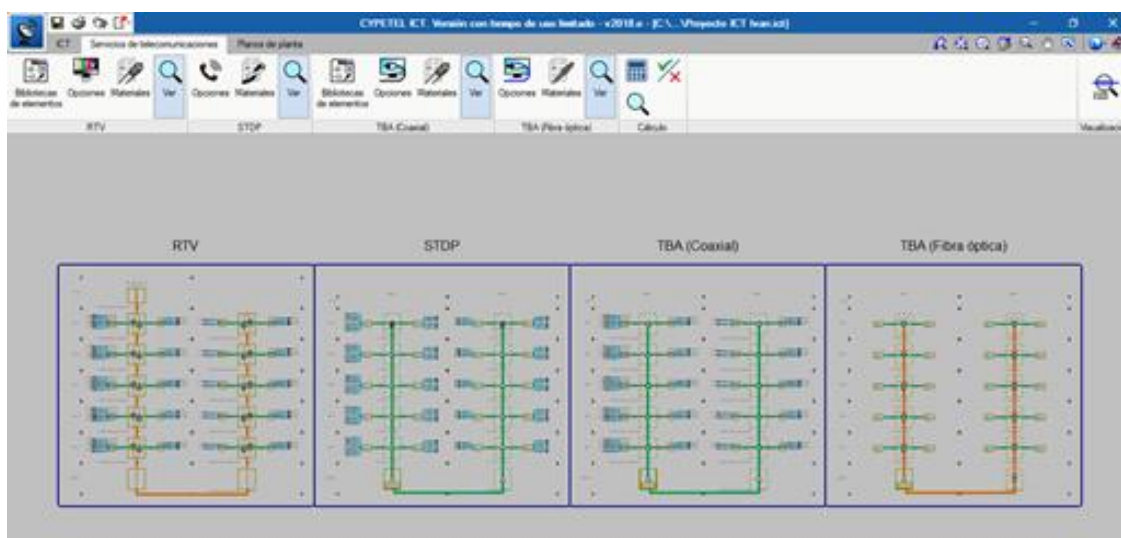 CYPETEL ICT. Versión con tiempo de uso limitado - v2018.e - [C:\...\Proyecto ICT Ivan.ict]
ICT Servicios de telecomunicaciones Planos de planta
Bibliotecas de elementos Opciones Materiales Ver Opciones Materiales Ver Bibliotecas de elementos Opciones Materiales Ver Opciones Materiales Ver
RTV STDP TBA (Coaxial) TBA (Fibra óptica) Cálculo
RTV STDP TBA (Coaxial) TBA (Fibra óptica)